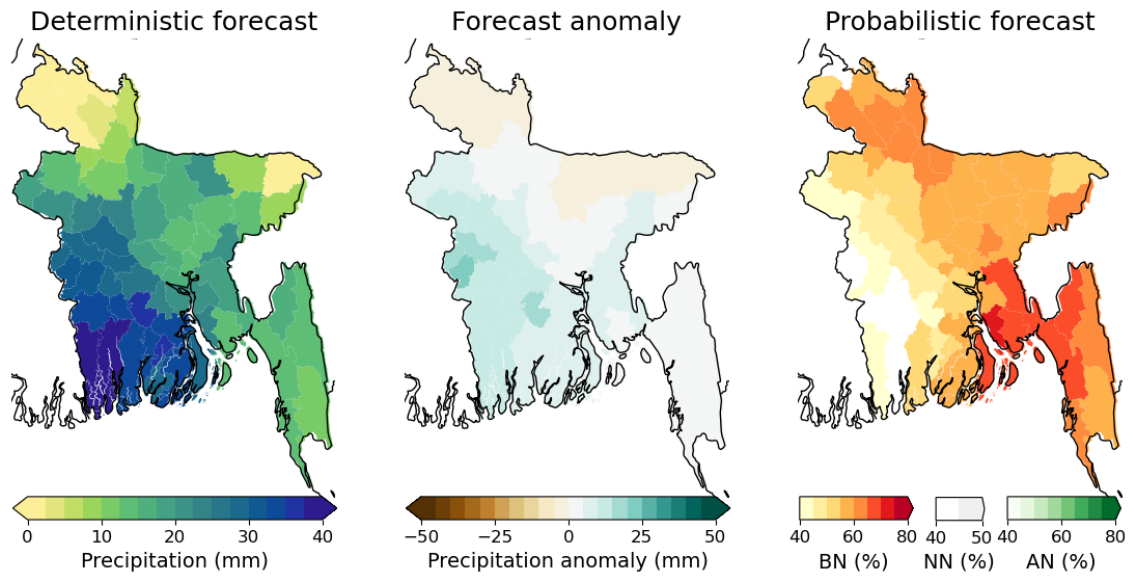 Deterministic forecast
Forecast anomaly
Probabilistic forecast
0 10 20 30 40
Precipitation (mm)
−50 −25 0 25 50
Precipitation anomaly (mm)
40 60 80
BN (%)
40 50
NN (%)
40 60 80
AN (%)